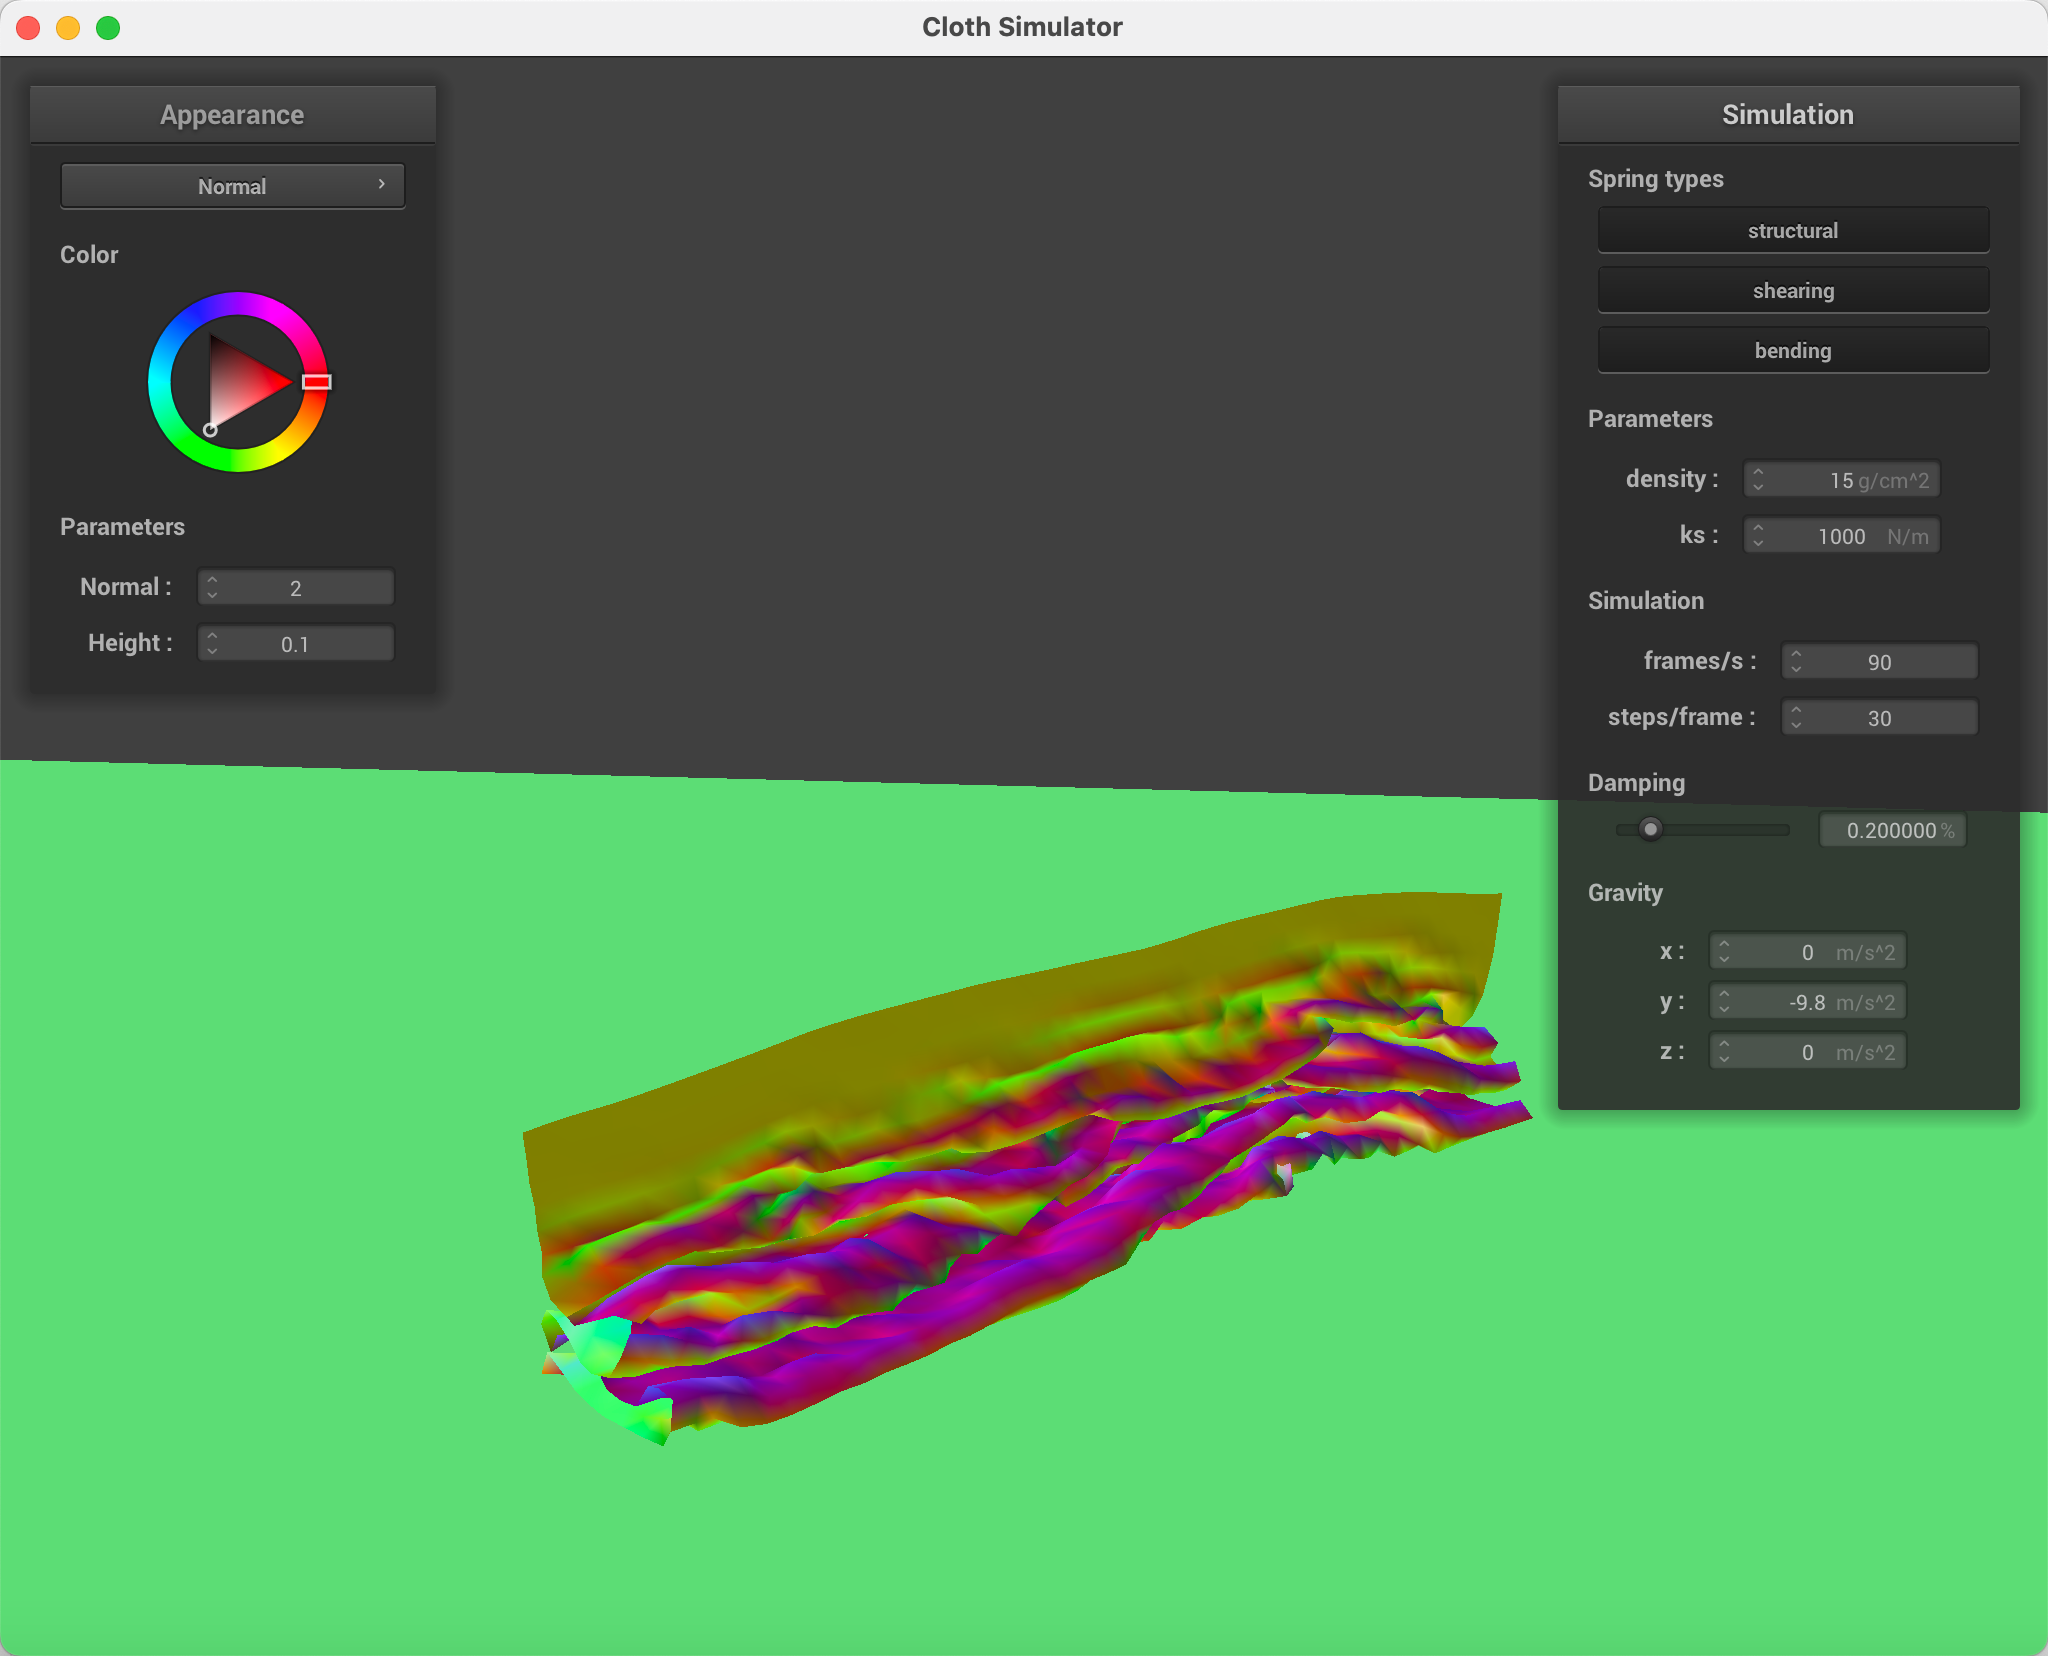 Cloth Simulator
Appearance
Normal
Color
Parameters
Normal : 2
Height : 0.1
Simulation
Spring types
structural
shearing
bending
Parameters
density : 15 g/cm^2
ks : 1000 N/m
Simulation
frames/s : 90
steps/frame : 30
Damping
0.200000 %
Gravity
x : 0 m/s^2
y : -9.8 m/s^2
z : 0 m/s^2